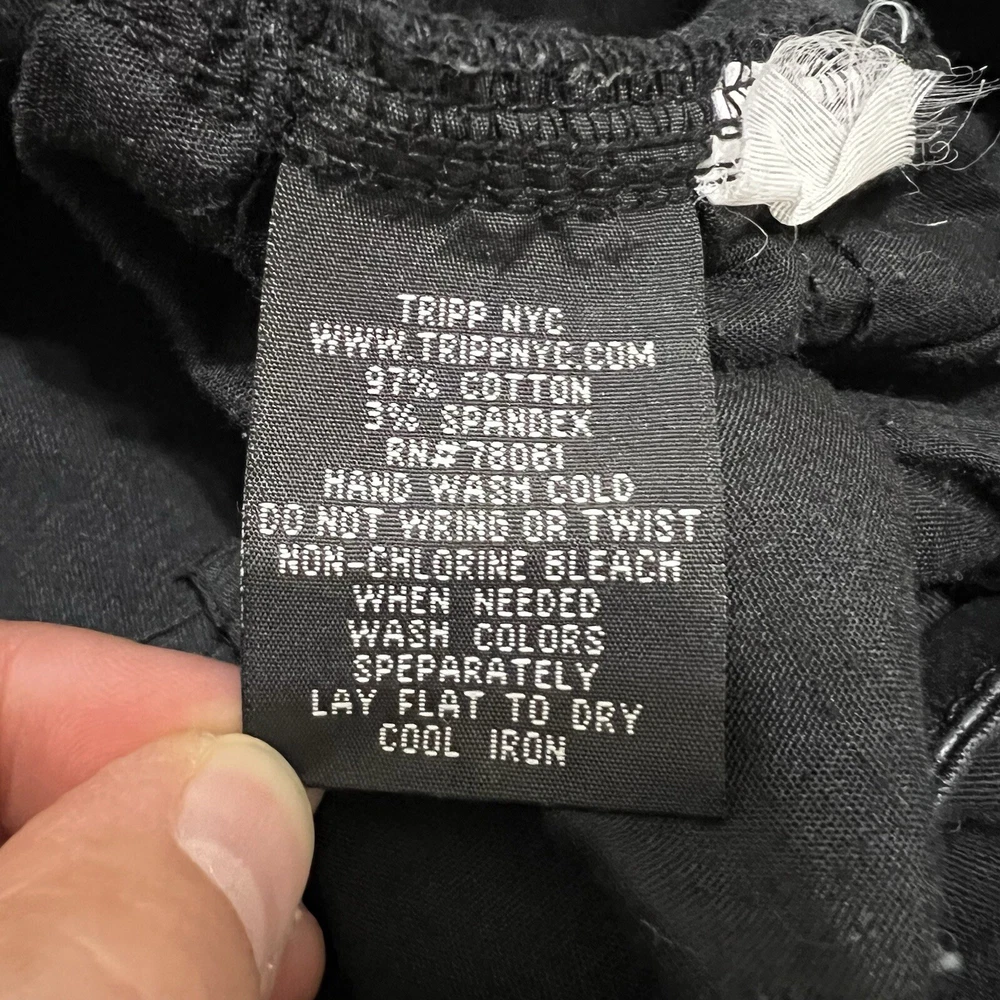 TRIPP NYC
WWW.TRIPPNYC.COM
97% COTTON
3% SPANDEX
RN# 78061
HAND WASH COLD
DO NOT WRING OR TWIST
NON-CHLORINE BLEACH
WHEN NEEDED
WASH COLORS
SPEPARATELY
LAY FLAT TO DRY
COOL IRON